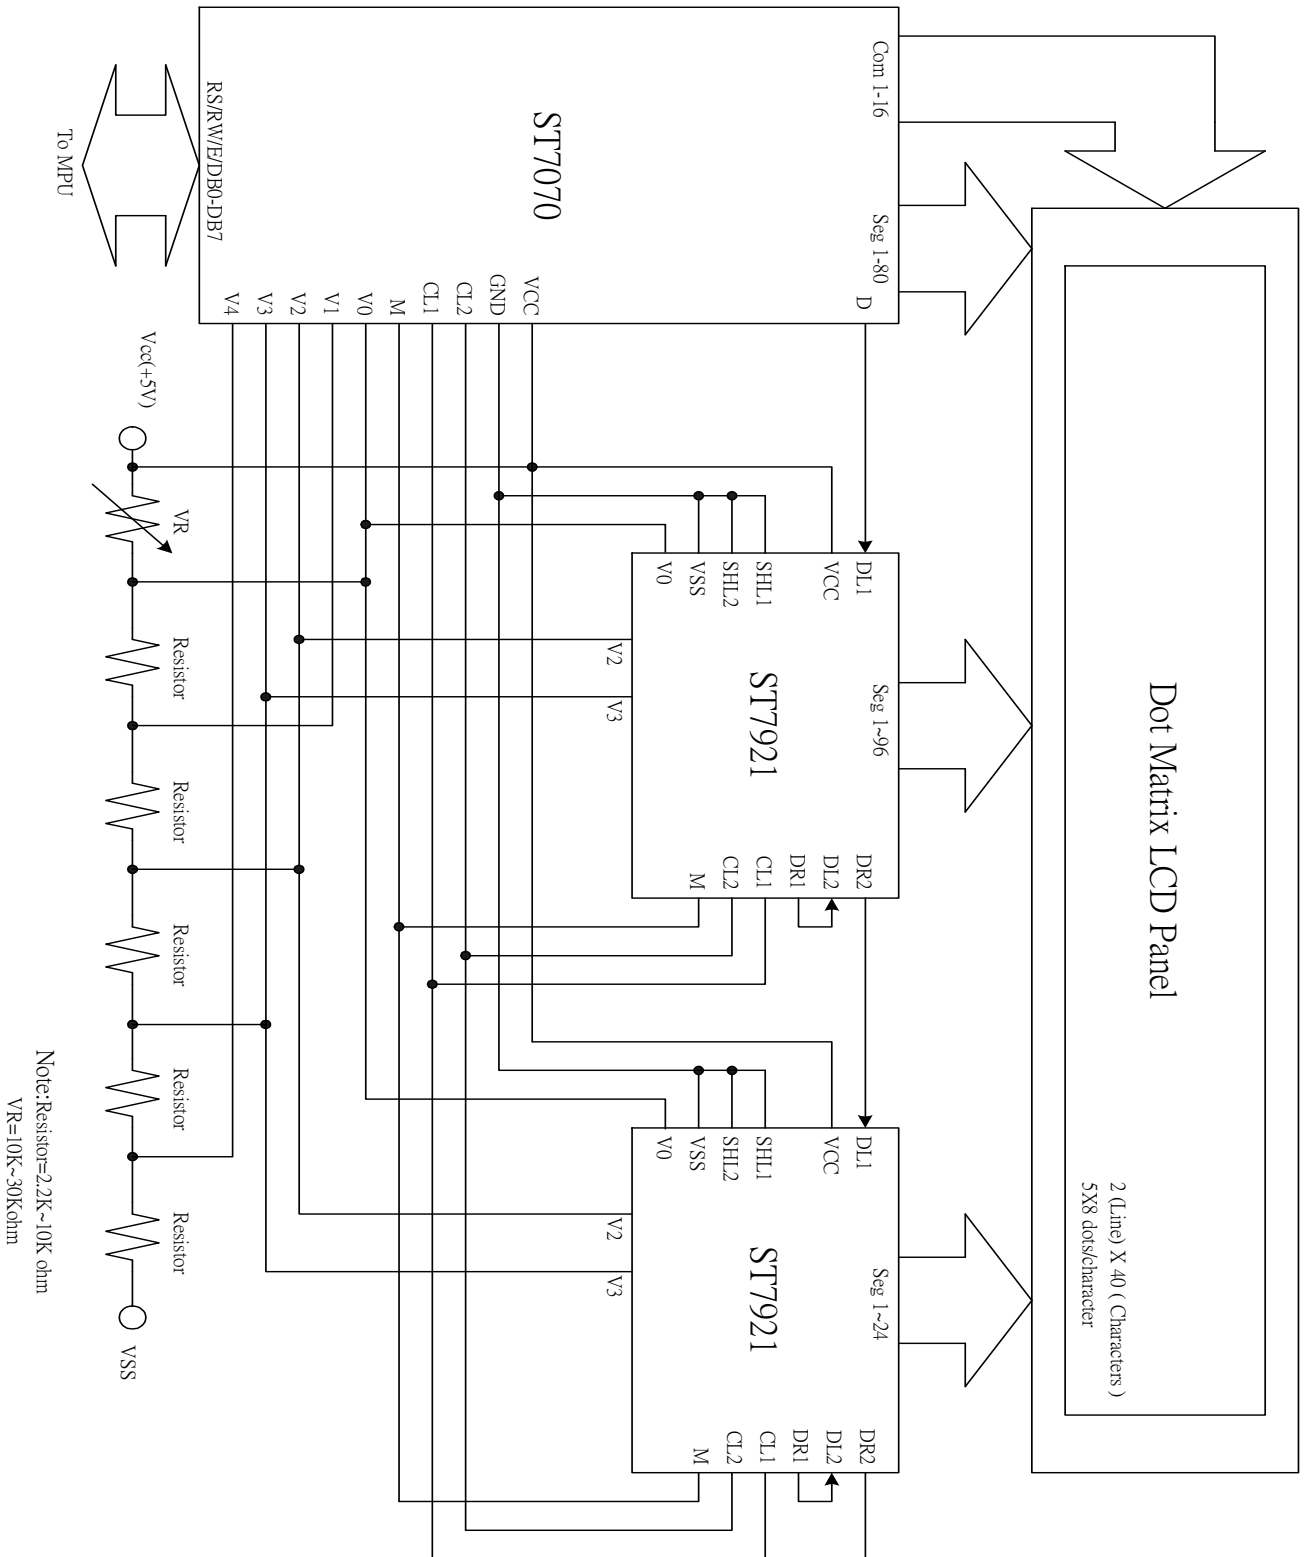 Dot Matrix LCD Panel
2 (Line) X 40 ( Characters )
5X8 dots/character
Com 1-16
Seg 1-80
D
ST7070
RS/RW/E/DB0-DB7
To MPU
VCC
GND
CL2
CL1
M
V0
V1
V2
V3
V4
Seg 1~96
DL1
VCC
SHL1
SHL2
VSS
V0
ST7921
V2
V3
DR2
DL2
DR1
CL1
CL2
M
Seg 1~24
DL1
VCC
SHL1
SHL2
VSS
V0
ST7921
V2
V3
DR2
DL2
DR1
CL1
CL2
M
Vcc(+5V)
VR
Resistor
Resistor
Resistor
Resistor
Resistor
VSS
Note:Resistor=2.2K~10K ohm
VR=10K~30Kohm